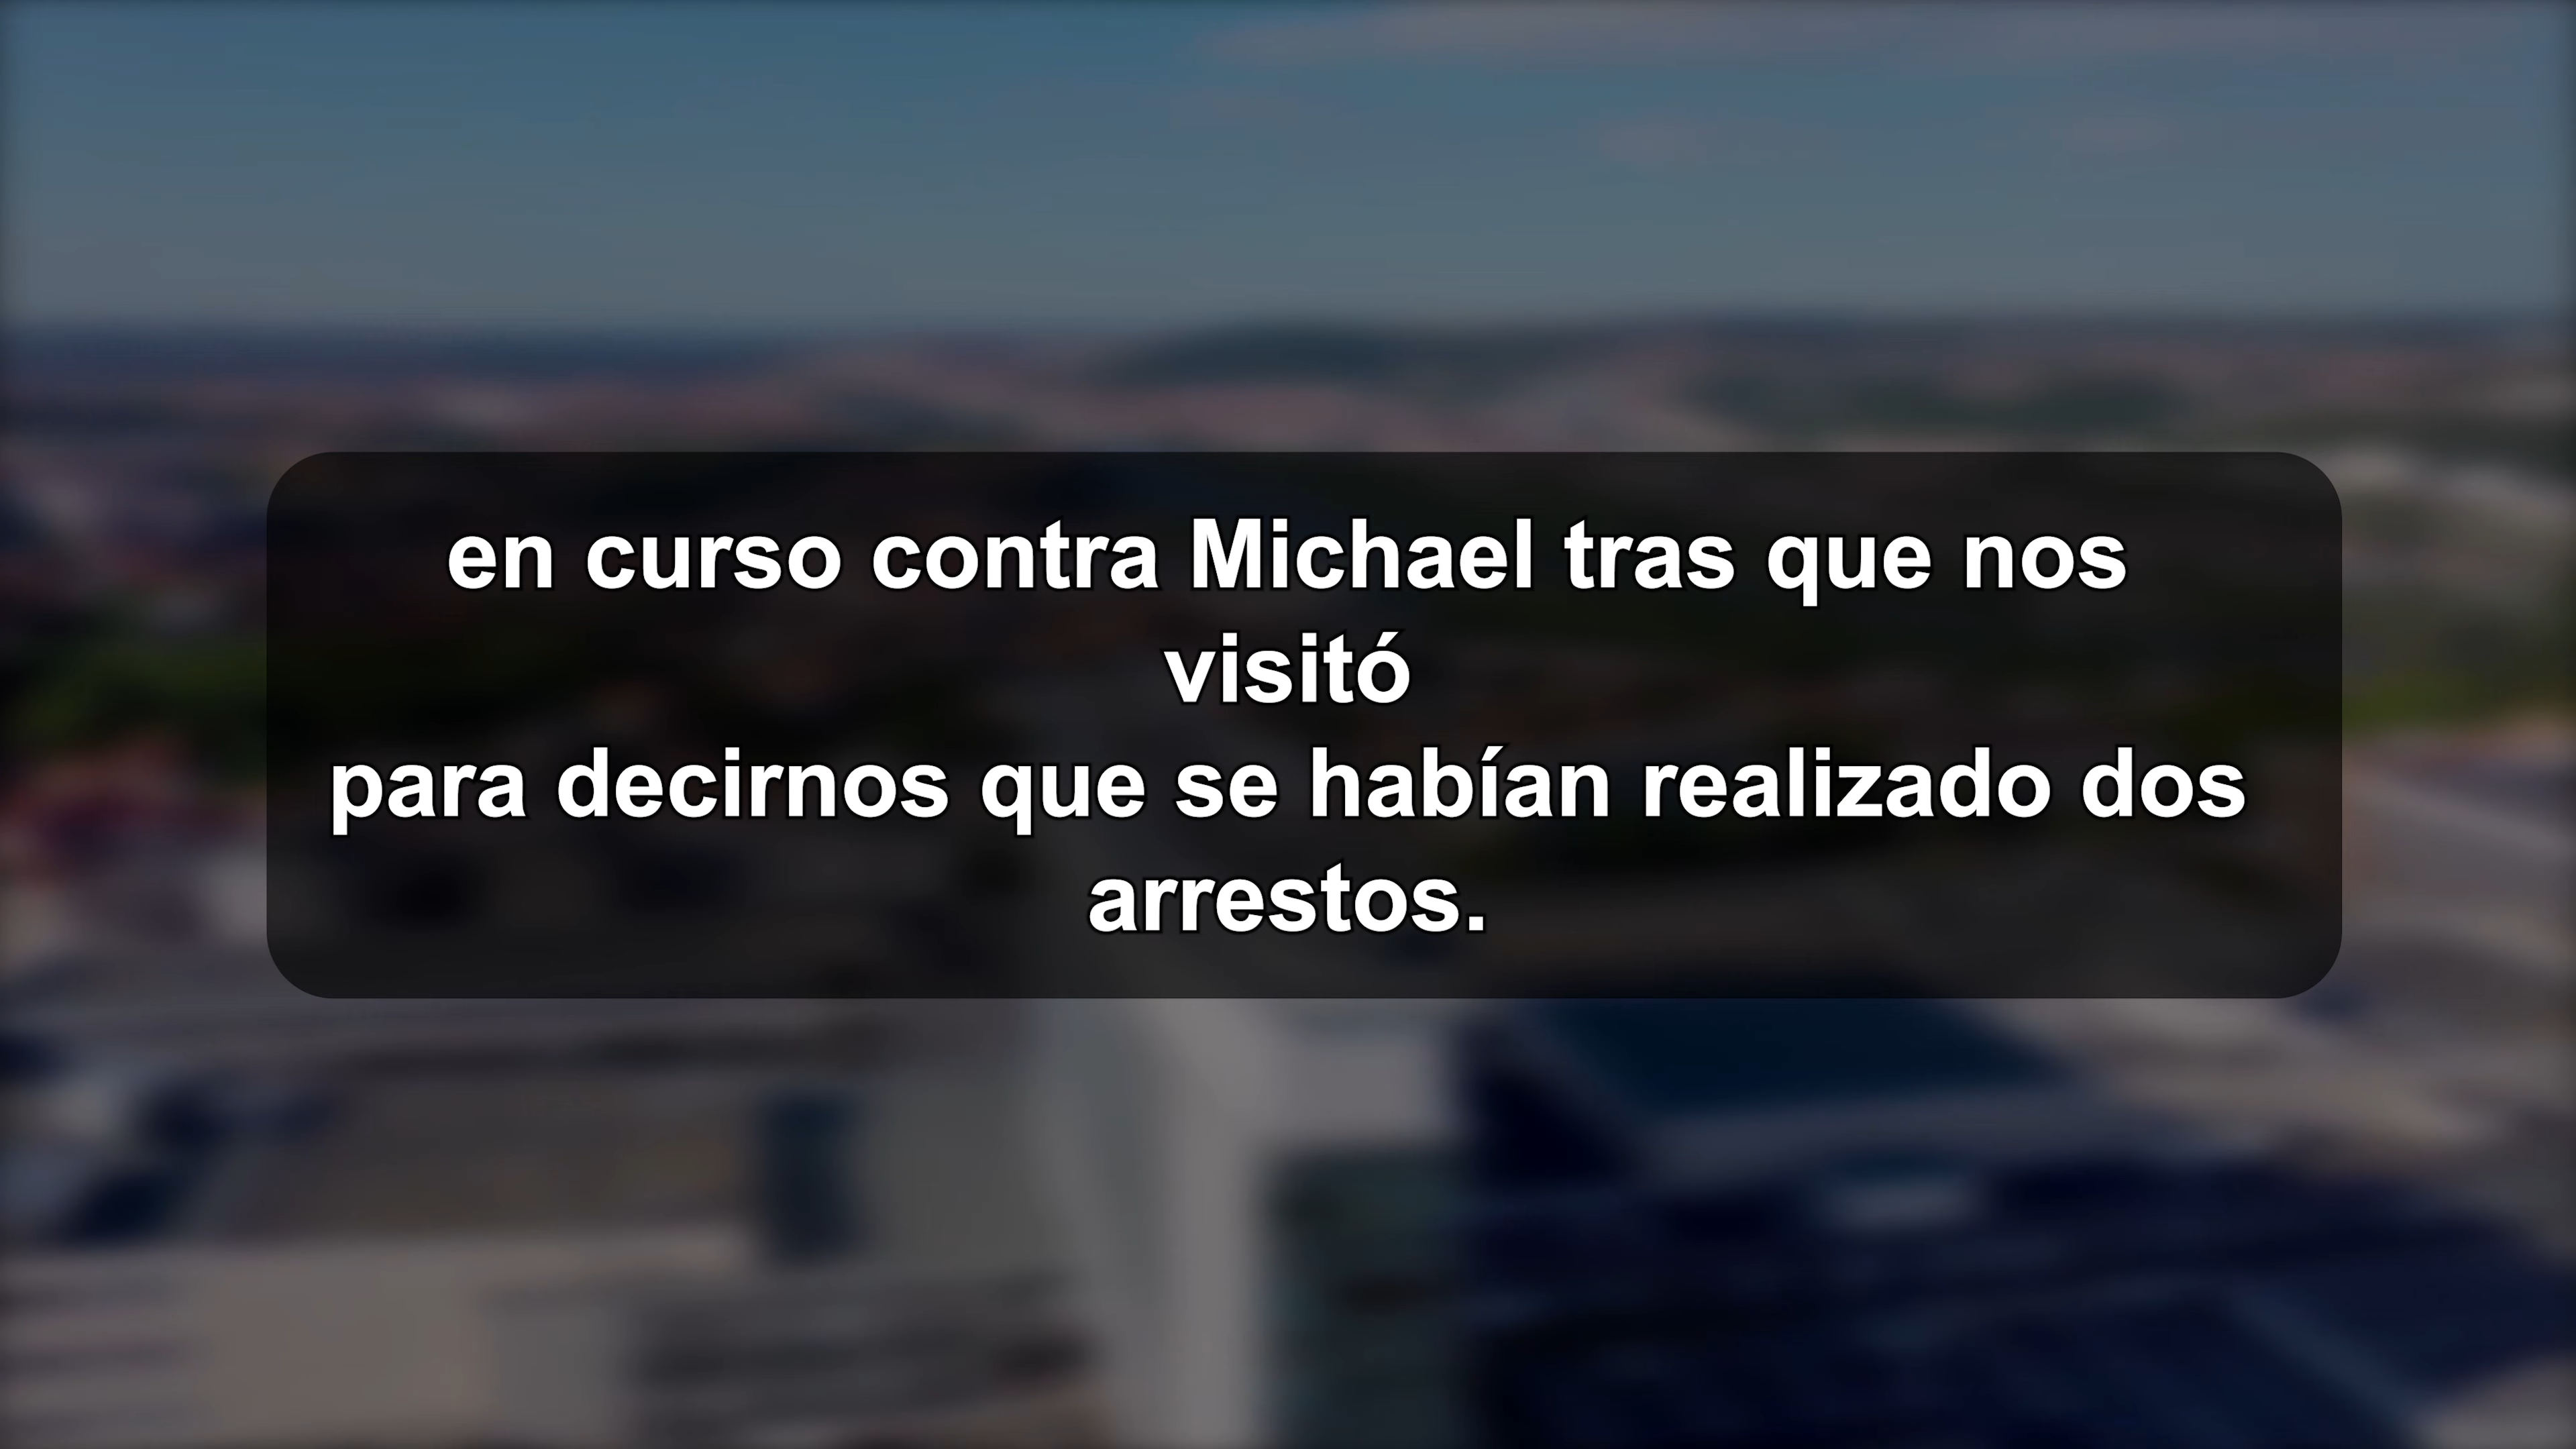 en curso contra Michael tras que nos
visitó
para decirnos que se habían realizado dos
arrestos.